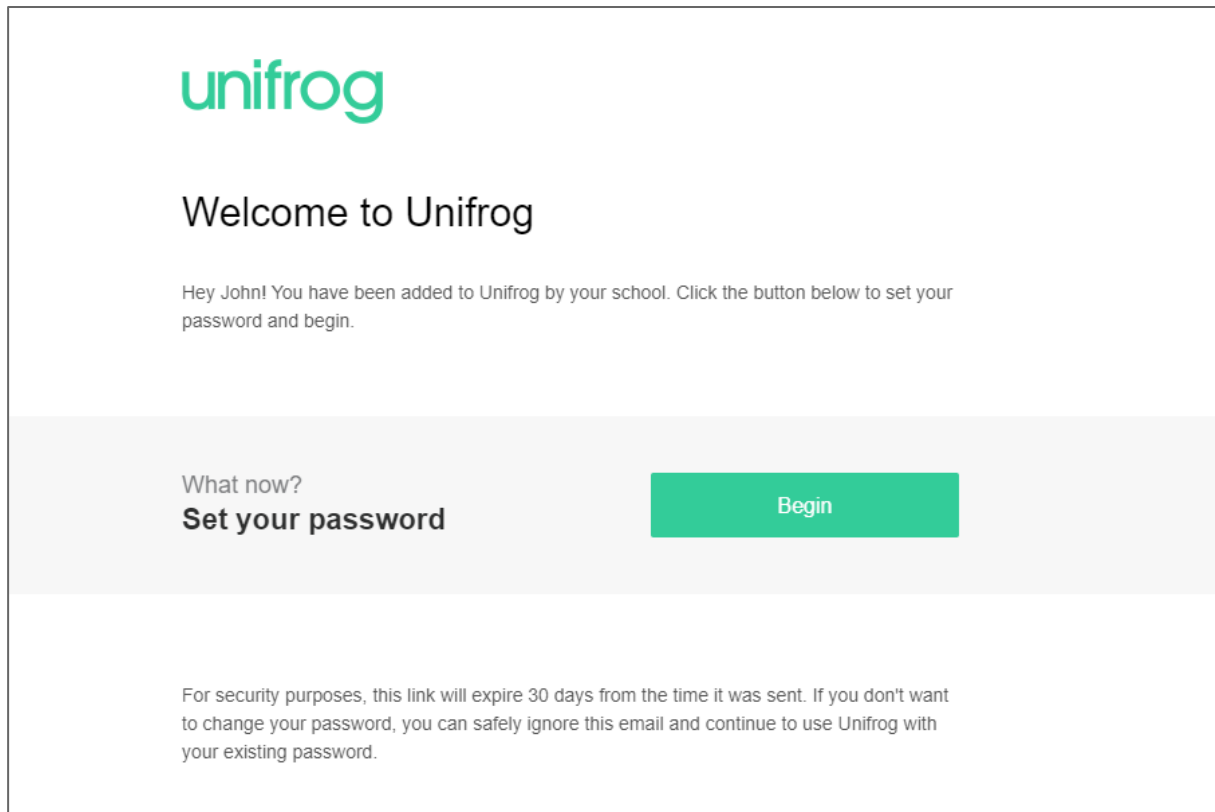 unifrog
Welcome to Unifrog
Hey John! You have been added to Unifrog by your school. Click the button below to set your
password and begin.
What now?
Set your password
Begin
For security purposes, this link will expire 30 days from the time it was sent. If you don't want
to change your password, you can safely ignore this email and continue to use Unifrog with
your existing password.